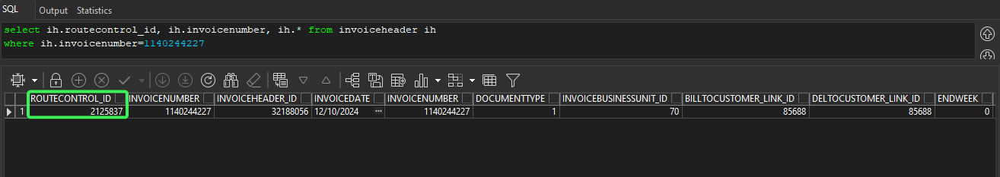 SQL Output Statistics
select ih.routecontrol_id, ih.invoicenumber, ih.* from invoiceheader ih
where ih.invoicenumber=1140244227
ROUTECONTROL_ID INVOICENUMBER INVOICEHEADER_ID INVOICEDATE INVOICENUMBER DOCUMENTTYPE INVOICEBUSINESSUNIT_ID BILLTOCUSTOMER_LINK_ID DELTOCUSTOMER_LINK_ID ENDWEEK
1 2125837 1140244227 32188056 12/10/2024 ... 1140244227 1 70 85688 85688 0